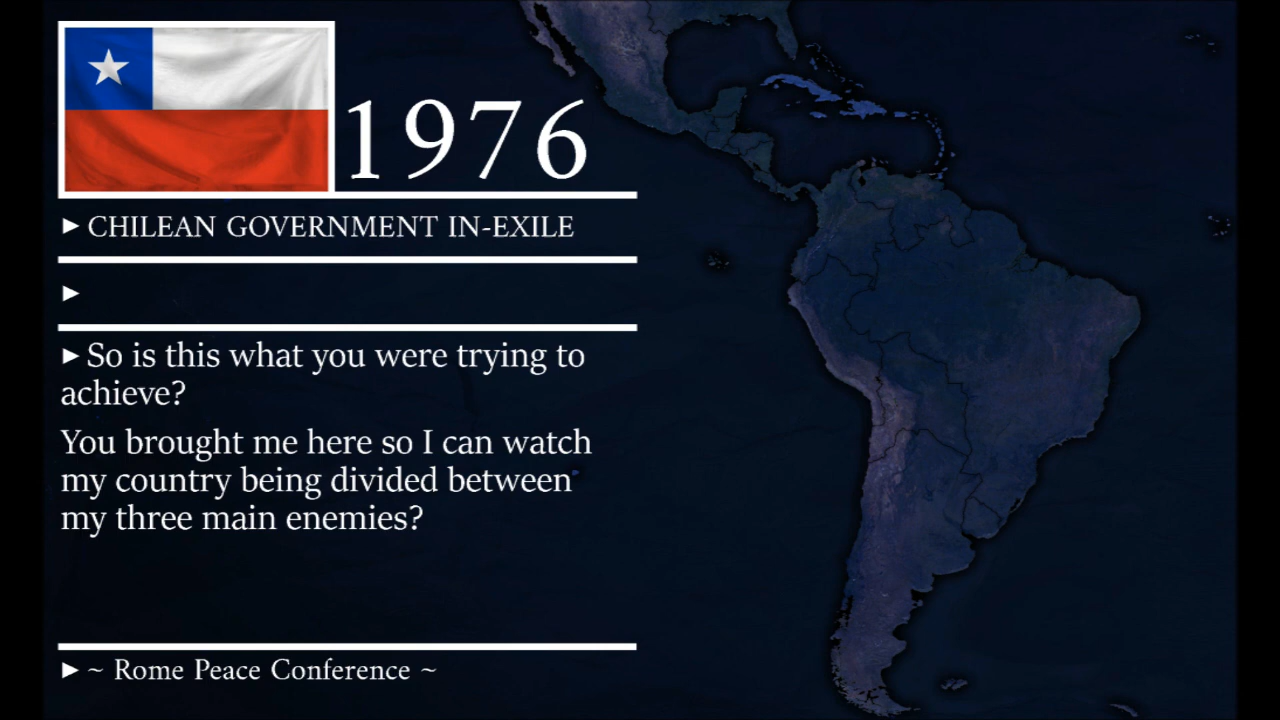 1976
▶ CHILEAN GOVERNMENT IN-EXILE
▶
▶ So is this what you were trying to
achieve?
You brought me here so I can watch
my country being divided between
my three main enemies?
▶ ~ Rome Peace Conference ~